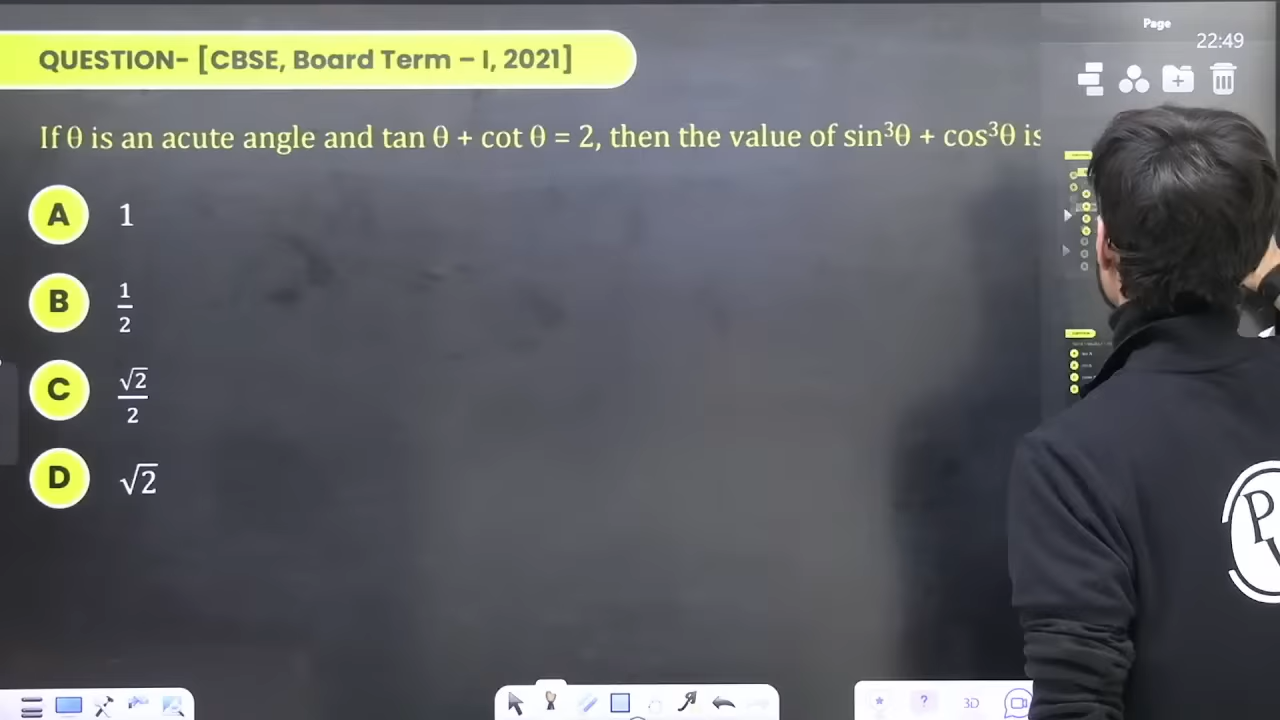 Page
22:49
QUESTION- [CBSE, Board Term – I, 2021]
If θ is an acute angle and tan θ + cot θ = 2, then the value of sin³θ + cos³θ is
A 1
B 1/2
C √2/2
D √2
P
? 3D